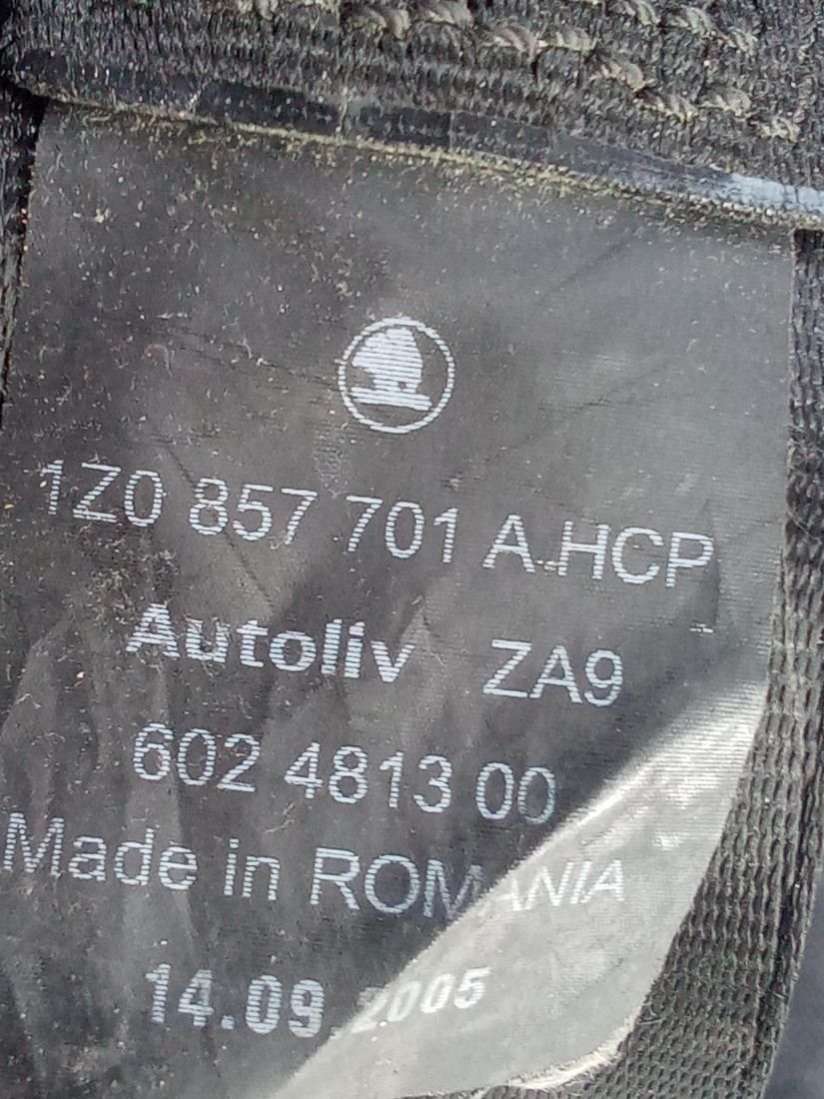 1Z0 857 701 A.HCP
Autoliv ZA9
602 4813 00
Made in ROMANIA
14.09.2005